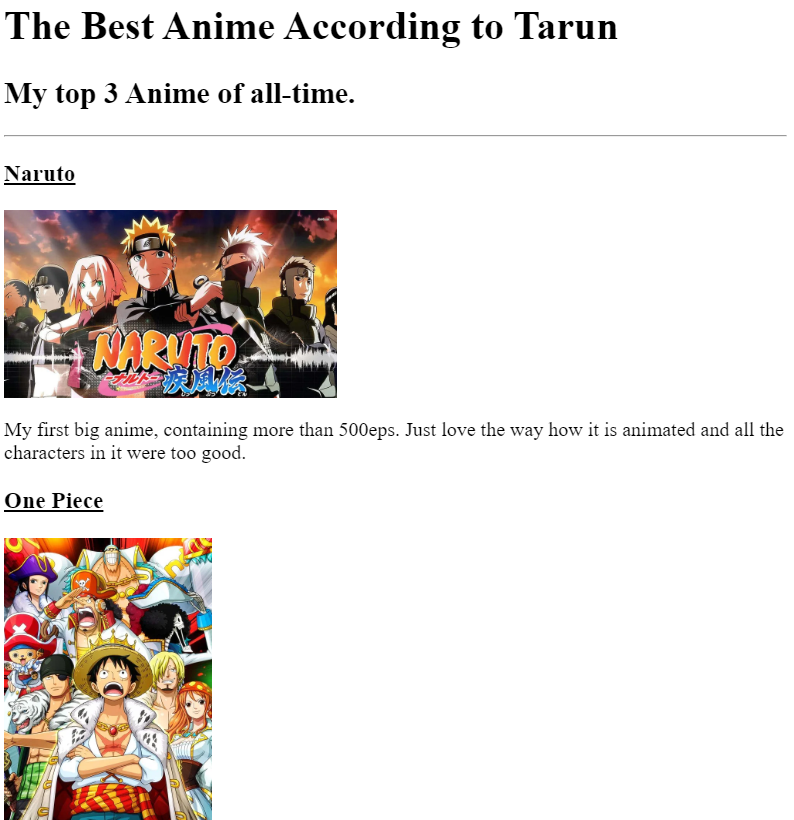 The Best Anime According to Tarun
My top 3 Anime of all-time.
Naruto
NARUTO
-ナルト-
疾風伝
My first big anime, containing more than 500eps. Just love the way how it is animated and all the
characters in it were too good.
One Piece